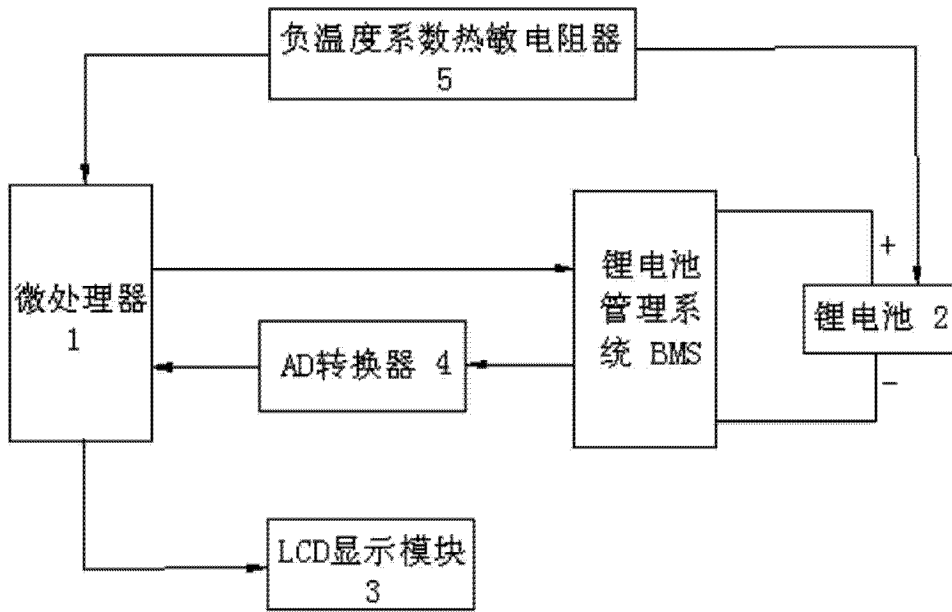 负温度系数热敏电阻器
5
微处理器
1
锂电池
管理系
统 BMS
+
锂电池 2
-
AD转换器 4
LCD显示模块
3